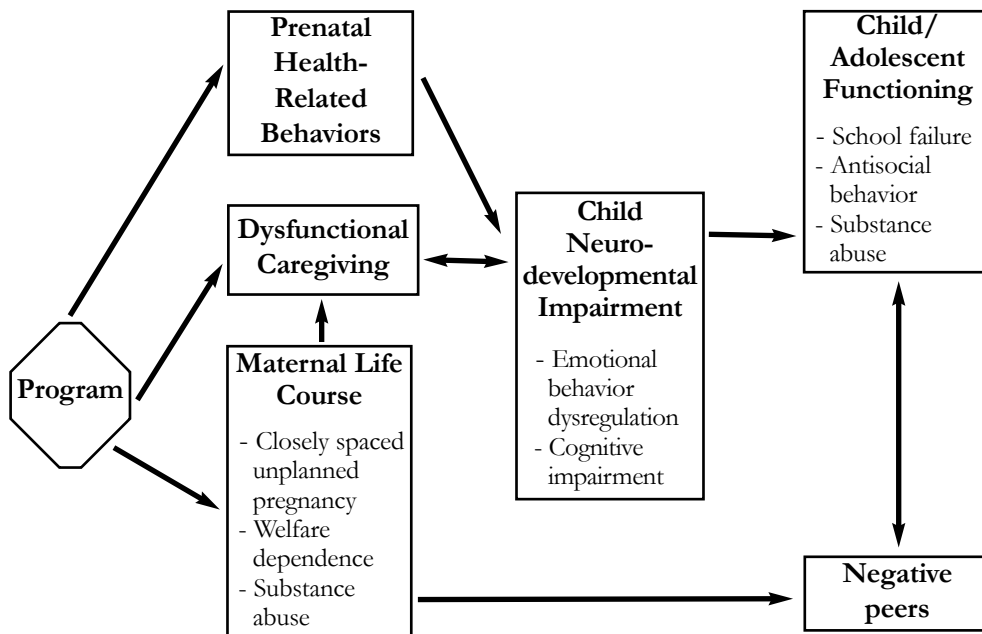 Prenatal
Health-
Related
Behaviors
Child/
Adolescent
Functioning
- School failure
- Antisocial
behavior
- Substance
abuse
Dysfunctional
Caregiving
Child
Neuro-
developmental
Impairment
- Emotional
behavior
dysregulation
- Cognitive
impairment
Program
Maternal Life
Course
- Closely spaced
unplanned
pregnancy
- Welfare
dependence
- Substance
abuse
Negative
peers